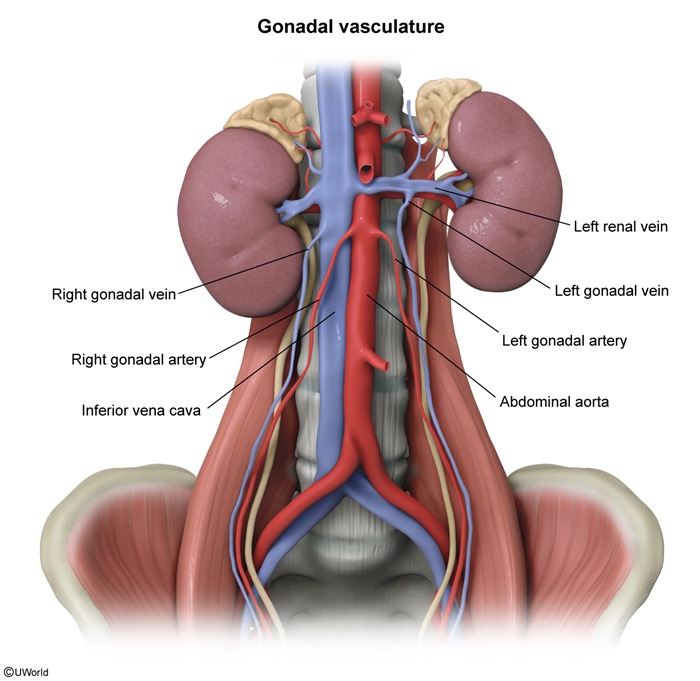 Gonadal vasculature
Left renal vein
Left gonadal vein
Right gonadal vein
Left gonadal artery
Right gonadal artery
Abdominal aorta
Inferior vena cava
©UWorld